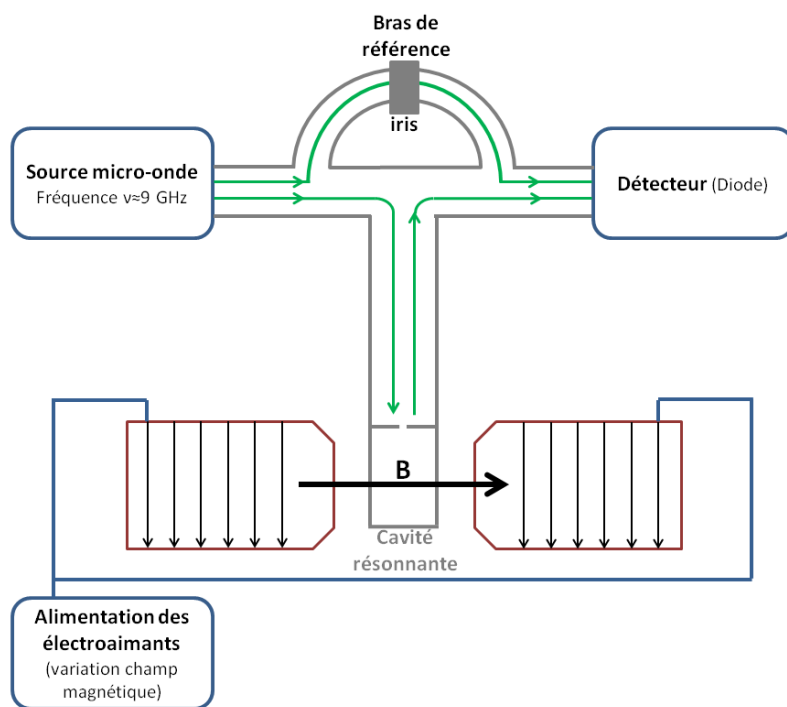 Bras de
référence
iris
Source micro-onde
Fréquence ν≈9 GHz
Détecteur (Diode)
B
Cavité
résonnante
Alimentation des
électroaimants
(variation champ
magnétique)